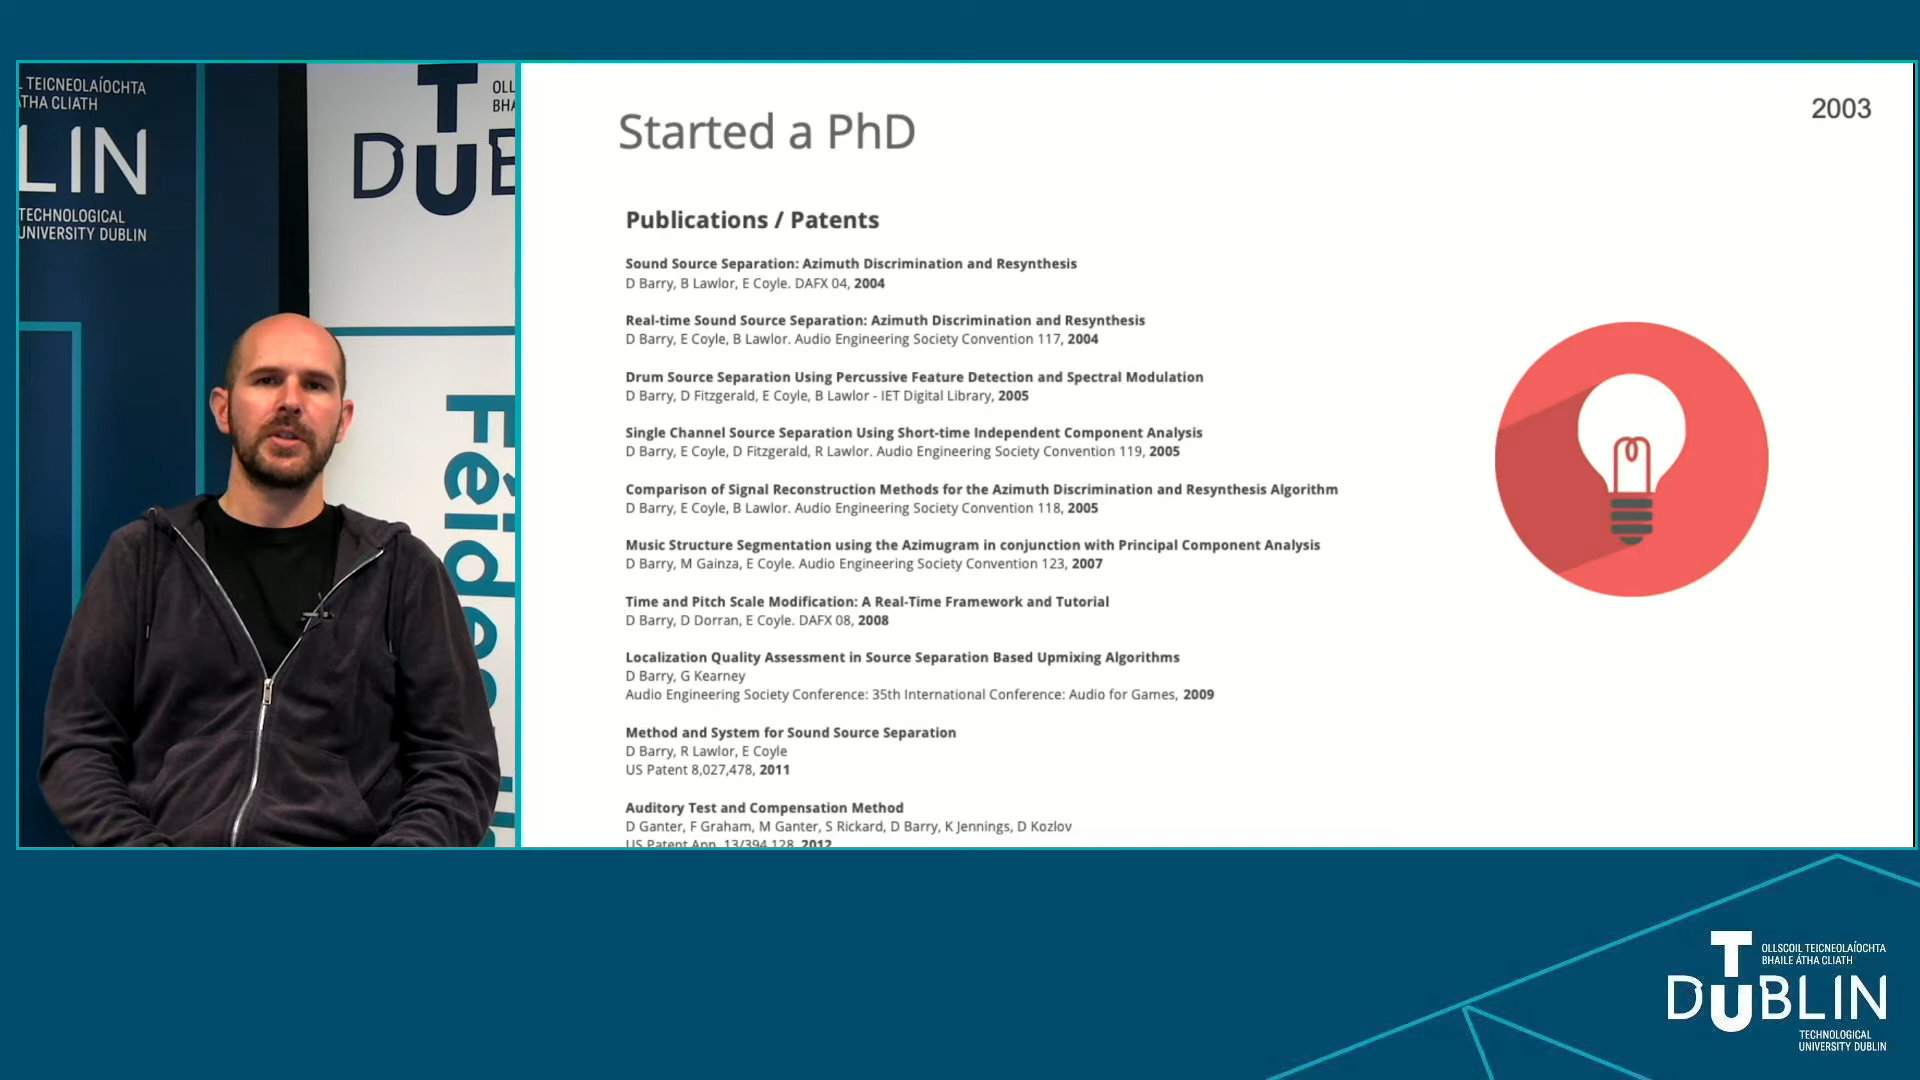 TEICNEOLAÍOCHTA
ÁTHA CLIATH
LIN
TECHNOLOGICAL
UNIVERSITY DUBLIN
T
DU
Féidea
Started a PhD
2003
Publications / Patents
Sound Source Separation: Azimuth Discrimination and Resynthesis
D Barry, B Lawlor, E Coyle. DAFX 04, 2004
Real-time Sound Source Separation: Azimuth Discrimination and Resynthesis
D Barry, E Coyle, B Lawlor. Audio Engineering Society Convention 117, 2004
Drum Source Separation Using Percussive Feature Detection and Spectral Modulation
D Barry, D Fitzgerald, E Coyle, B Lawlor - IET Digital Library, 2005
Single Channel Source Separation Using Short-time Independent Component Analysis
D Barry, E Coyle, D Fitzgerald, R Lawlor. Audio Engineering Society Convention 119, 2005
Comparison of Signal Reconstruction Methods for the Azimuth Discrimination and Resynthesis Algorithm
D Barry, E Coyle, B Lawlor. Audio Engineering Society Convention 118, 2005
Music Structure Segmentation using the Azimugram in conjunction with Principal Component Analysis
D Barry, M Gainza, E Coyle. Audio Engineering Society Convention 123, 2007
Time and Pitch Scale Modification: A Real-Time Framework and Tutorial
D Barry, D Dorran, E Coyle. DAFX 08, 2008
Localization Quality Assessment in Source Separation Based Upmixing Algorithms
D Barry, G Kearney
Audio Engineering Society Conference: 35th International Conference: Audio for Games, 2009
Method and System for Sound Source Separation
D Barry, R Lawlor, E Coyle
US Patent 8,027,478, 2011
Auditory Test and Compensation Method
D Ganter, F Graham, M Ganter, S Rickard, D Barry, K Jennings, D Kozlov
US Patent App. 13/394,128, 2012
OLLSCOIL TEICNEOLAÍOCHTA
BHAILE ÁTHA CLIATH
T
DUBLIN
TECHNOLOGICAL
UNIVERSITY DUBLIN